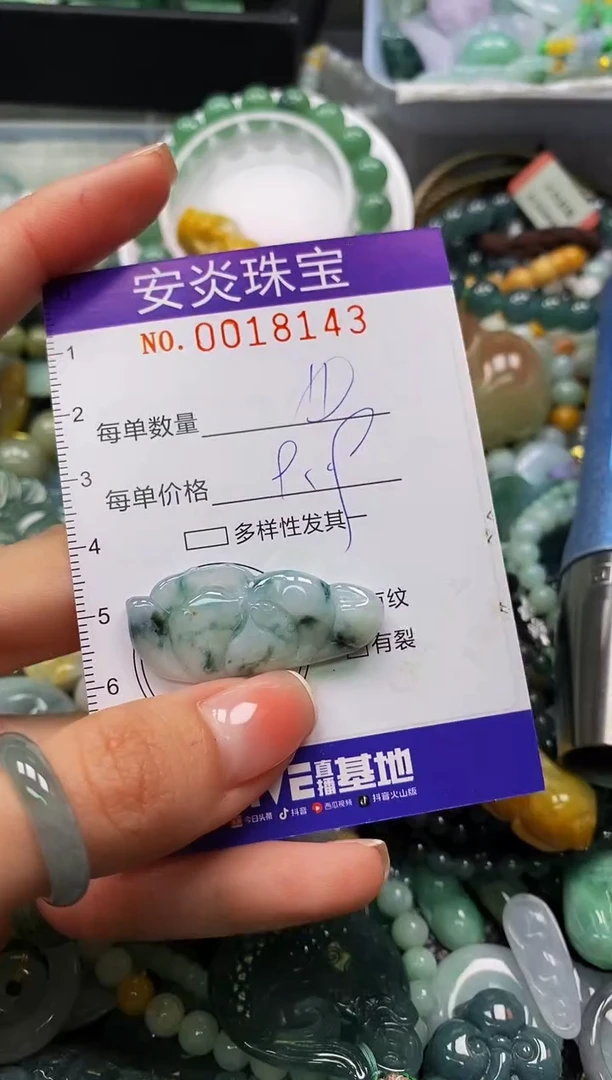 安炎珠宝
NO. 0018143
1
2
每单数量
3
每单价格
多样性发其一
4
5
有纹
有裂
6
直播基地
今日头条 抖音 西瓜视频 抖音火山版